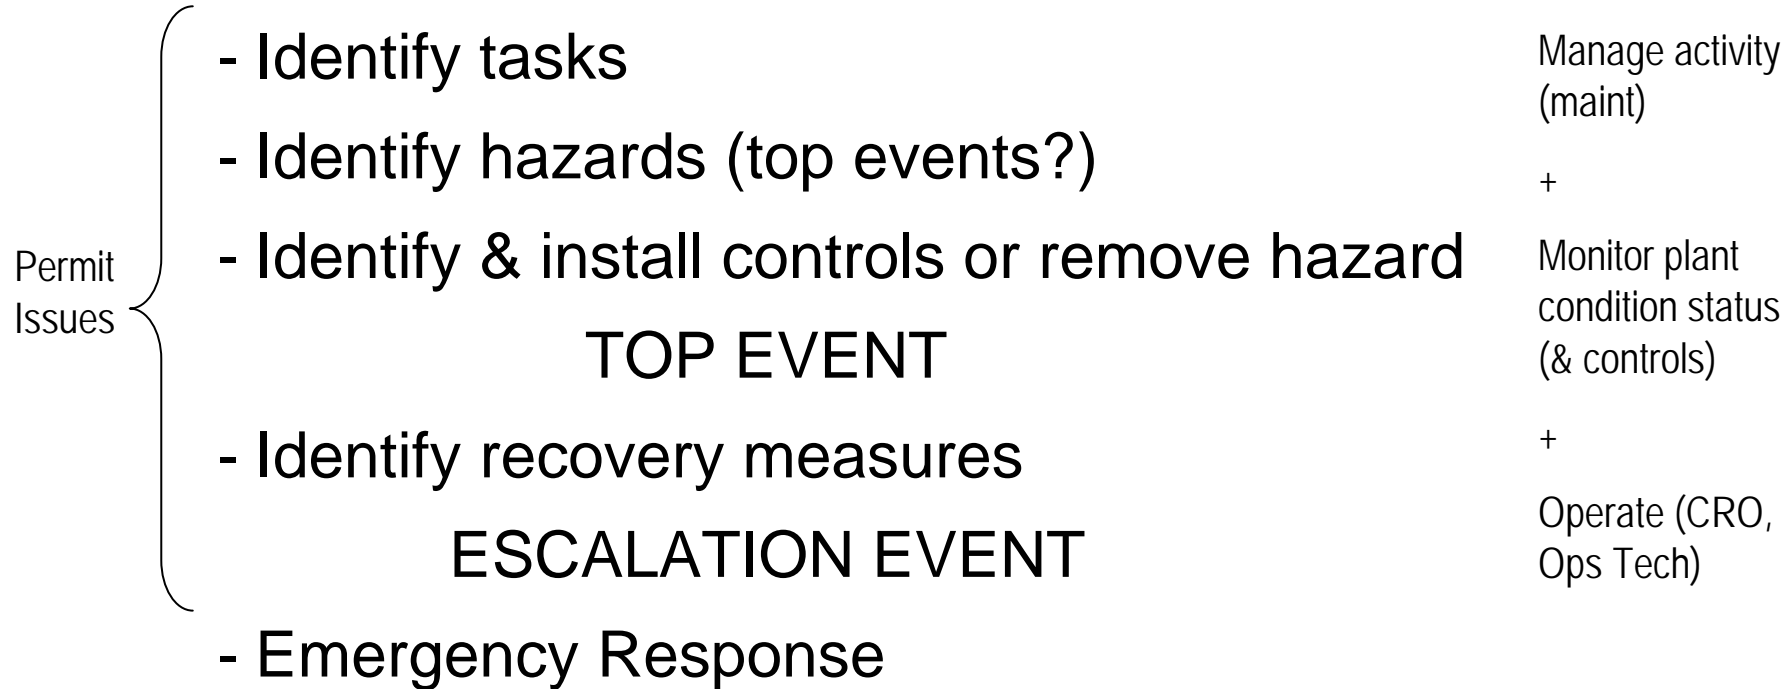 Permit
Issues
- Identify tasks
- Identify hazards (top events?)
- Identify & install controls or remove hazard
TOP EVENT
- Identify recovery measures
ESCALATION EVENT
- Emergency Response
Manage activity
(maint)
+
Monitor plant
condition status
(& controls)
+
Operate (CRO,
Ops Tech)